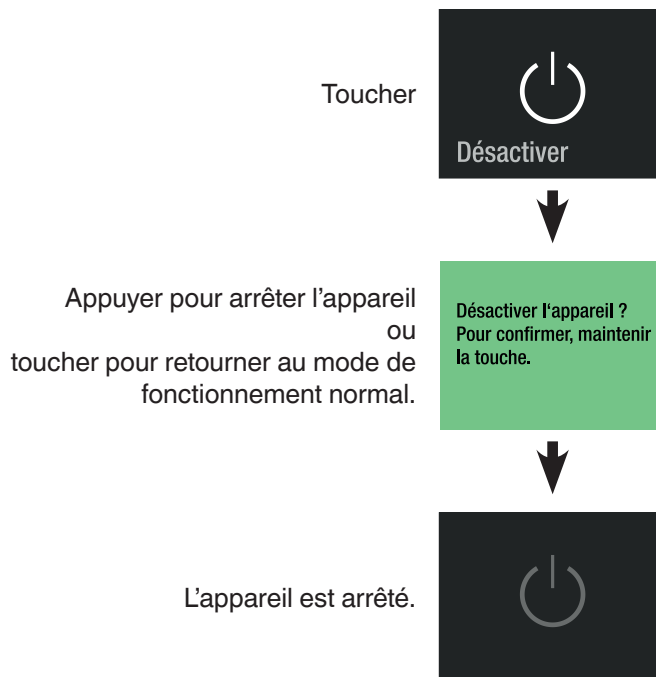 Toucher
Désactiver
Appuyer pour arrêter l’appareil
ou
toucher pour retourner au mode de
fonctionnement normal.
Désactiver l‘appareil ?
Pour confirmer, maintenir
la touche.
L’appareil est arrêté.